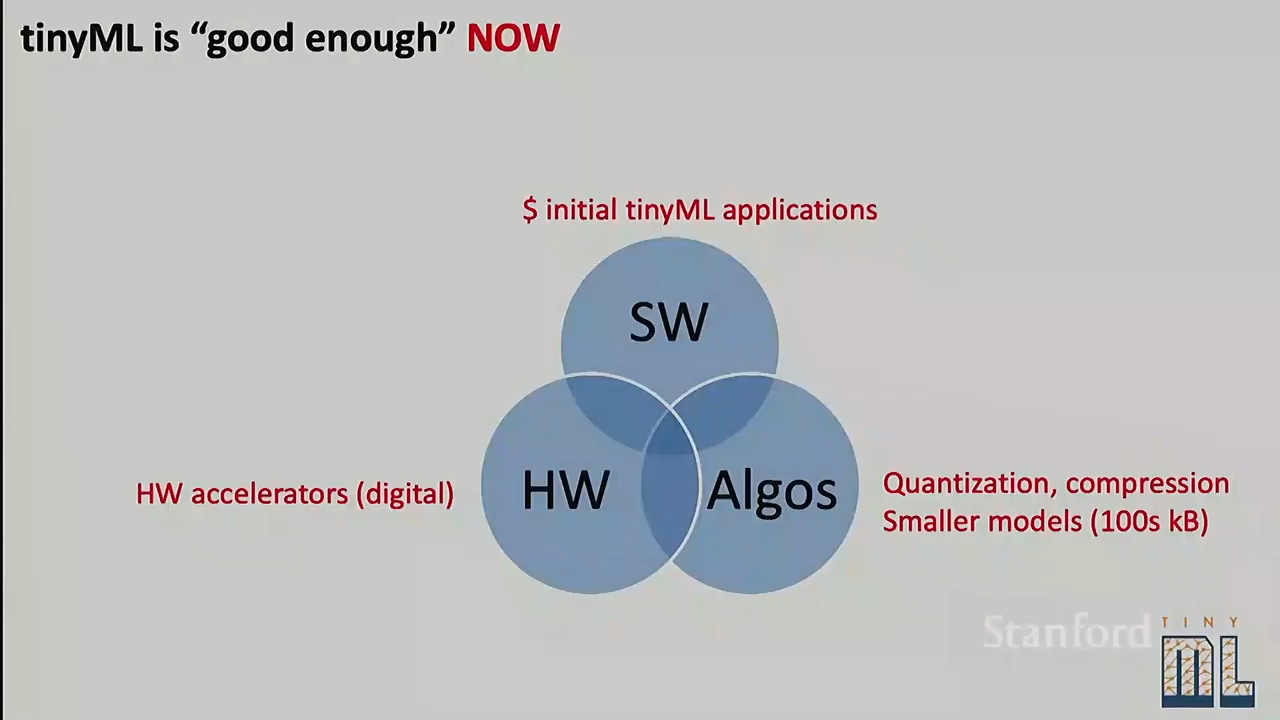 tinyML is “good enough” NOW
$ initial tinyML applications
SW
HW
Algos
HW accelerators (digital)
Quantization, compression
Smaller models (100s kB)
Stanford
TINY
ML